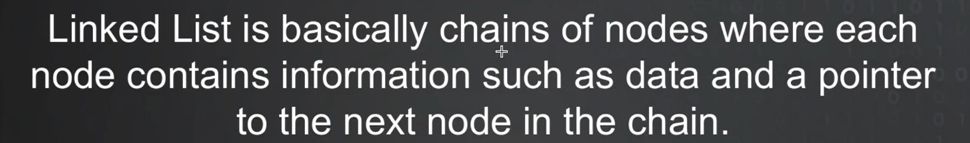 Linked List is basically chains of nodes where each
node contains information such as data and a pointer
to the next node in the chain.